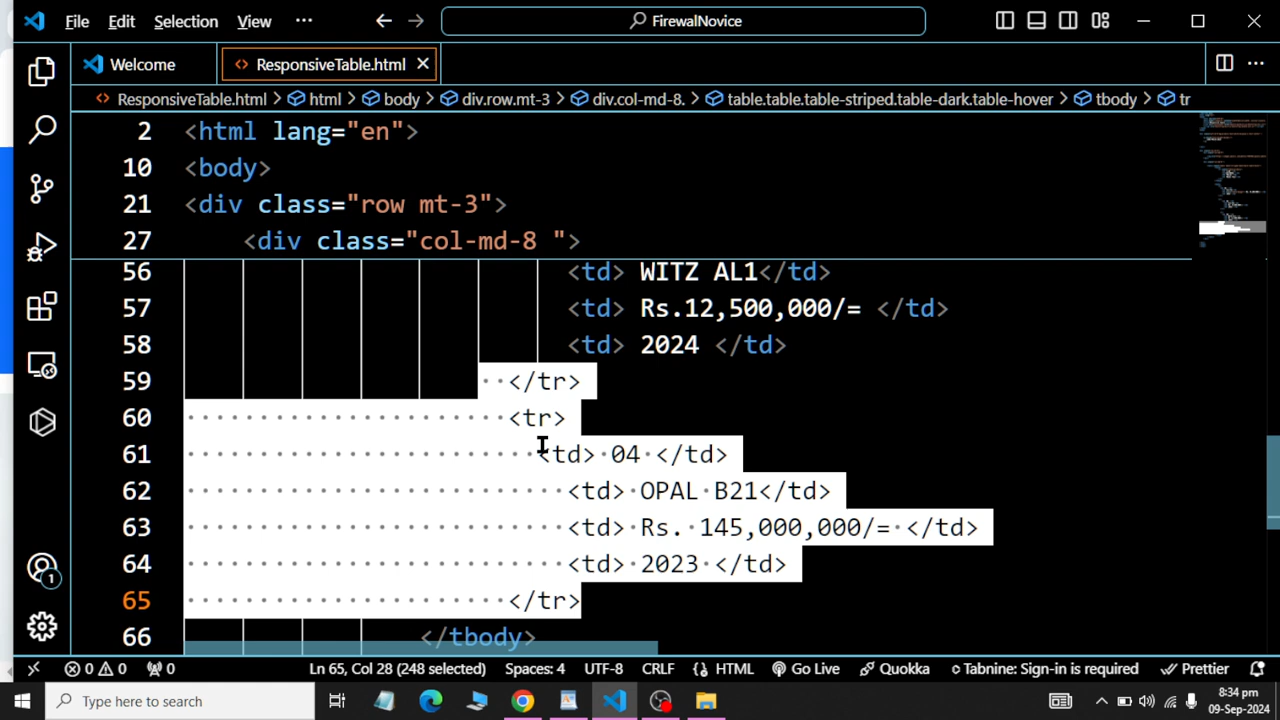 File Edit Selection View ··· FirewalNovice
Welcome ResponsiveTable.html
ResponsiveTable.html > html > body > div.row.mt-3 > div.col-md-8. > table.table.table-striped.table-dark.table-hover > tbody > tr
2 <html lang="en">
10 <body>
21 <div class="row mt-3">
27 <div class="col-md-8 ">
56 <td> WITZ AL1</td>
57 <td> Rs.12,500,000/= </td>
58 <td> 2024 </td>
59 </tr>
60 <tr>
61 <td> 04 </td>
62 <td> OPAL B21</td>
63 <td> Rs. 145,000,000/= </td>
64 <td> 2023 </td>
65 </tr>
66 </tbody>
1
0 0 0 Ln 65, Col 28 (248 selected) Spaces: 4 UTF-8 CRLF HTML Go Live Quokka Tabnine: Sign-in is required Prettier
Type here to search
8:34 pm
09-Sep-2024